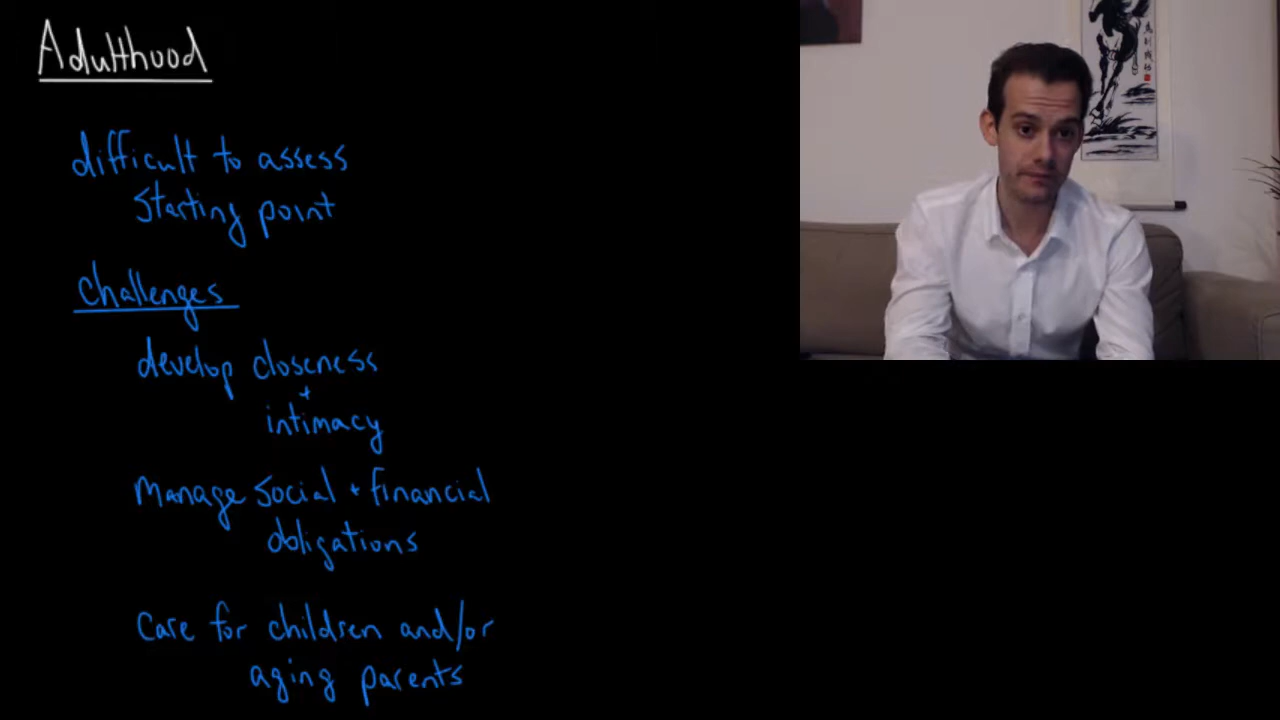 Adulthood
difficult to assess
starting point
Challenges
develop closeness
+
intimacy
Manage social + financial
obligations
Care for children and/or
aging parents